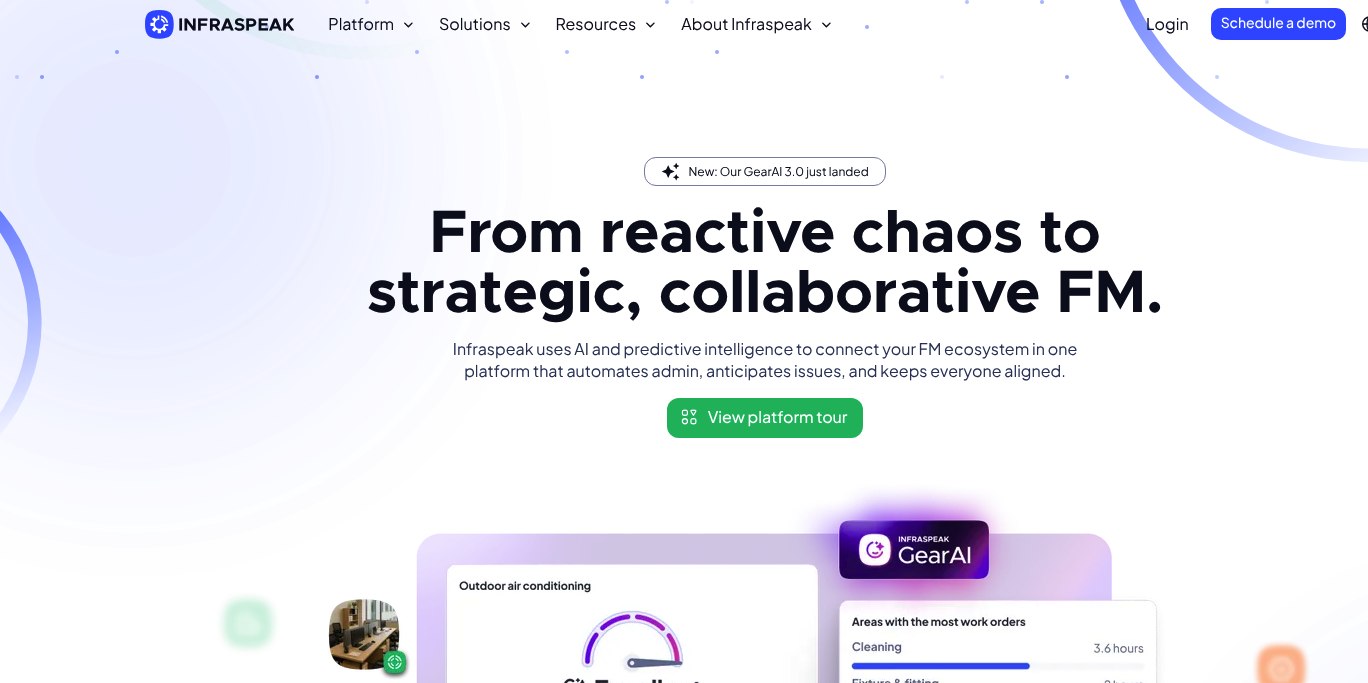 INFRASPEAK
Platform
Solutions
Resources
About Infraspeak
Login
Schedule a demo
New: Our GearAI 3.0 just landed
From reactive chaos to
strategic, collaborative FM.
Infraspeak uses AI and predictive intelligence to connect your FM ecosystem in one
platform that automates admin, anticipates issues, and keeps everyone aligned.
View platform tour
INFRASPEAK
GearAI
Outdoor air conditioning
Areas with the most work orders
Cleaning
3.6 hours
Fixture & fitting